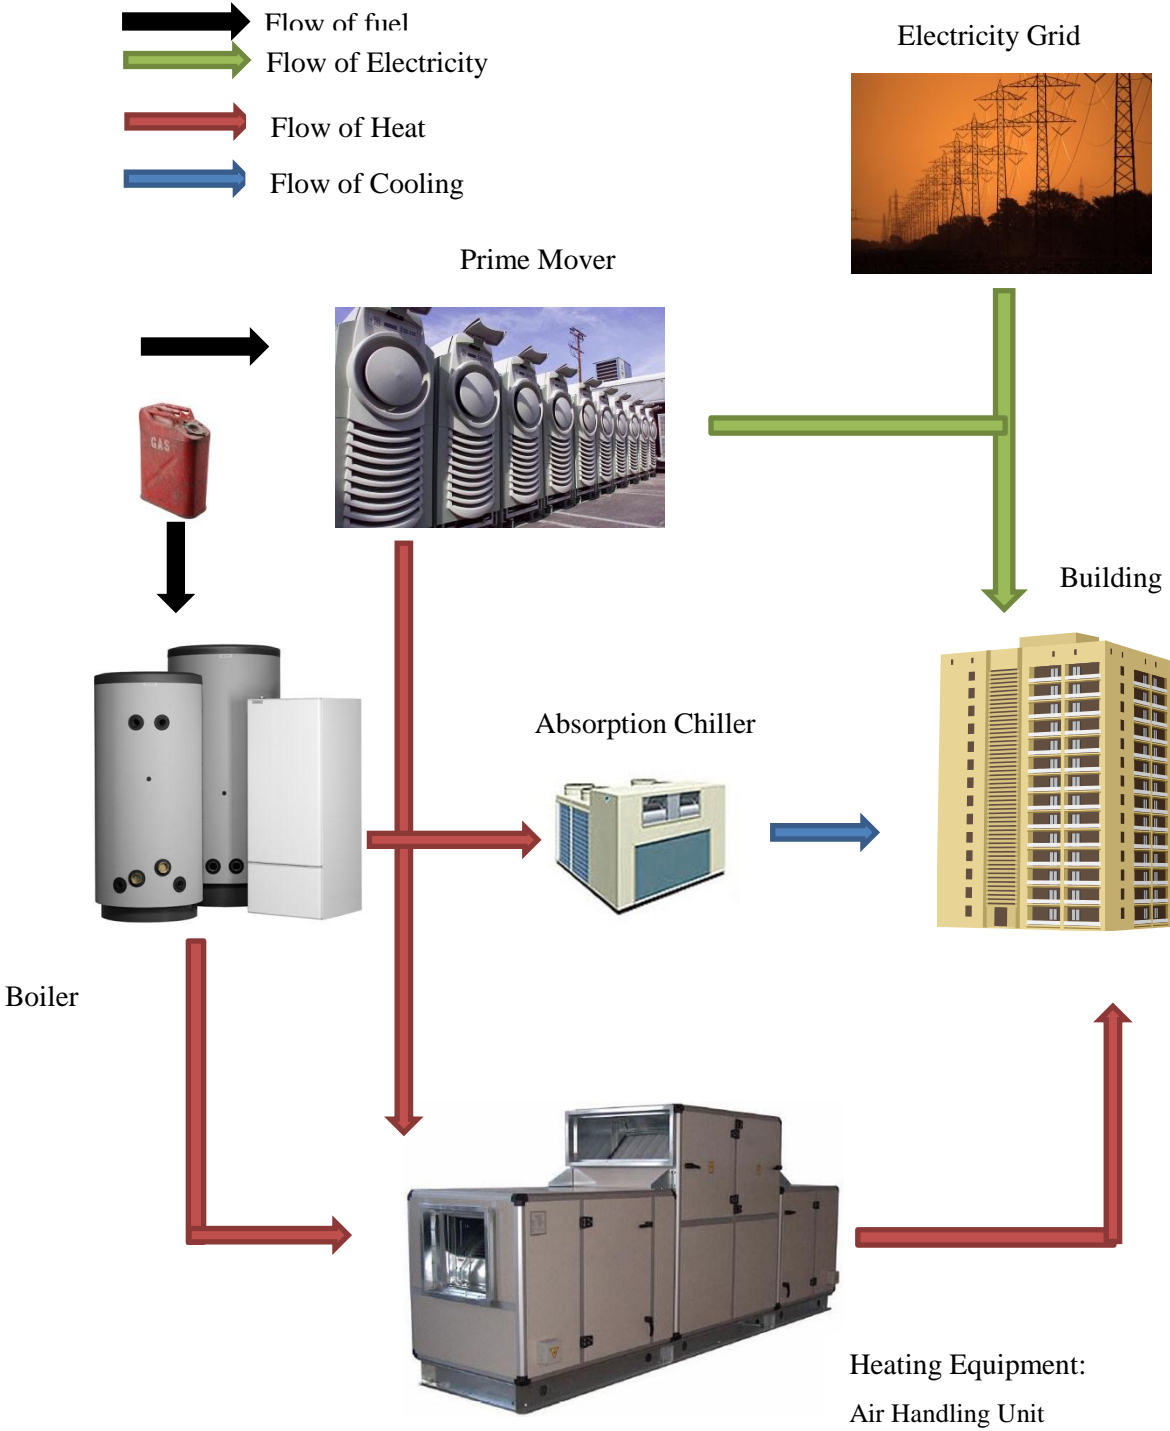 Flow of fuel
Flow of Electricity
Flow of Heat
Flow of Cooling
Electricity Grid
Prime Mover
GAS
Building
Absorption Chiller
Boiler
Heating Equipment:
Air Handling Unit